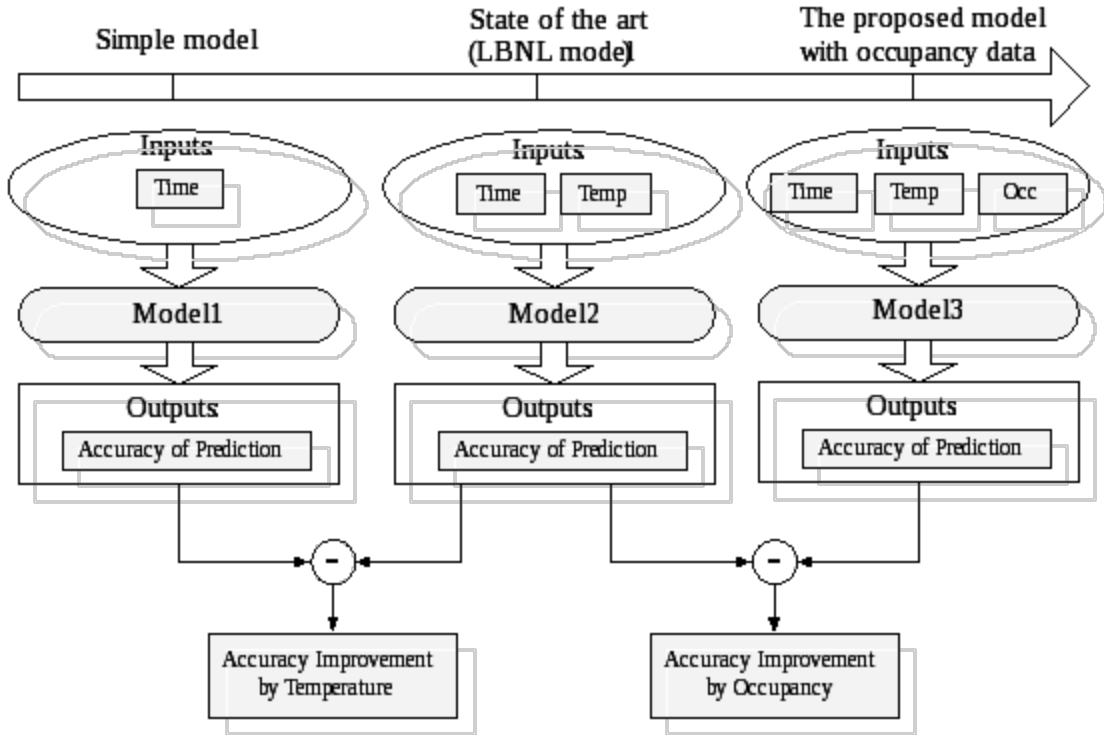 Simple model
State of the art
(LBNL model)
The proposed model
with occupancy data
Inputs
Time
Inputs
Time Temp
Inputs
Time Temp Occ
Model1
Model2
Model3
Outputs
Accuracy of Prediction
Outputs
Accuracy of Prediction
Outputs
Accuracy of Prediction
-
-
Accuracy Improvement
by Temperature
Accuracy Improvement
by Occupancy